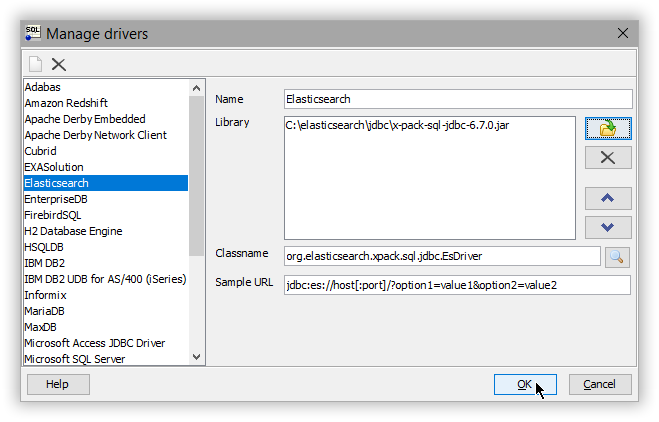 SQL
Manage drivers
Adabas
Amazon Redshift
Apache Derby Embedded
Apache Derby Network Client
Cubrid
EXASolution
Elasticsearch
EnterpriseDB
FirebirdSQL
H2 Database Engine
HSQLDB
IBM DB2
IBM DB2 UDB for AS/400 (iSeries)
Informix
MariaDB
MaxDB
Microsoft Access JDBC Driver
Microsoft SQL Server
Name
Elasticsearch
Library
C:\elasticsearch\jdbc\x-pack-sql-jdbc-6.7.0.jar
Classname
org.elasticsearch.xpack.sql.jdbc.EsDriver
Sample URL
jdbc:es://host[:port]/?option1=value1&option2=value2
Help
OK
Cancel